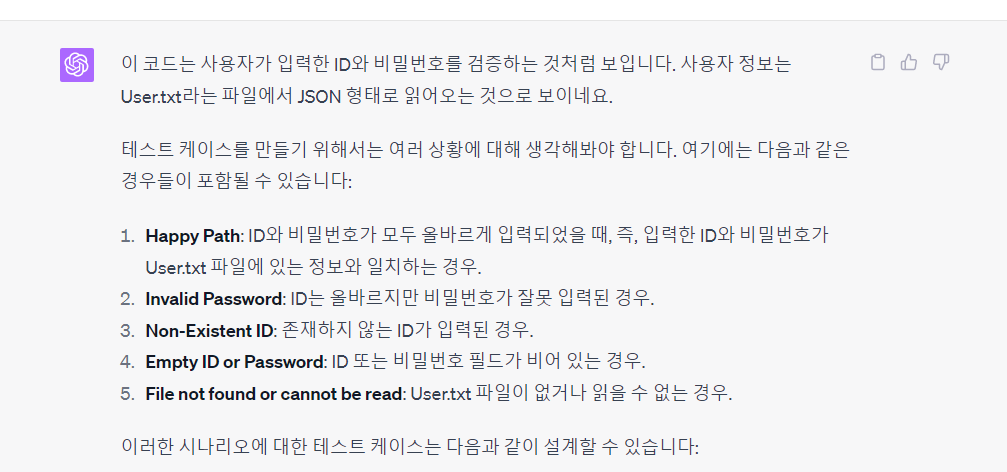 이 코드는 사용자가 입력한 ID와 비밀번호를 검증하는 것처럼 보입니다. 사용자 정보는
User.txt라는 파일에서 JSON 형태로 읽어오는 것으로 보이네요.
테스트 케이스를 만들기 위해서는 여러 상황에 대해 생각해봐야 합니다. 여기에는 다음과 같은
경우들이 포함될 수 있습니다:
1. Happy Path: ID와 비밀번호가 모두 올바르게 입력되었을 때, 즉, 입력한 ID와 비밀번호가
User.txt 파일에 있는 정보와 일치하는 경우.
2. Invalid Password: ID는 올바르지만 비밀번호가 잘못 입력된 경우.
3. Non-Existent ID: 존재하지 않는 ID가 입력된 경우.
4. Empty ID or Password: ID 또는 비밀번호 필드가 비어 있는 경우.
5. File not found or cannot be read: User.txt 파일이 없거나 읽을 수 없는 경우.
이러한 시나리오에 대한 테스트 케이스는 다음과 같이 설계할 수 있습니다: